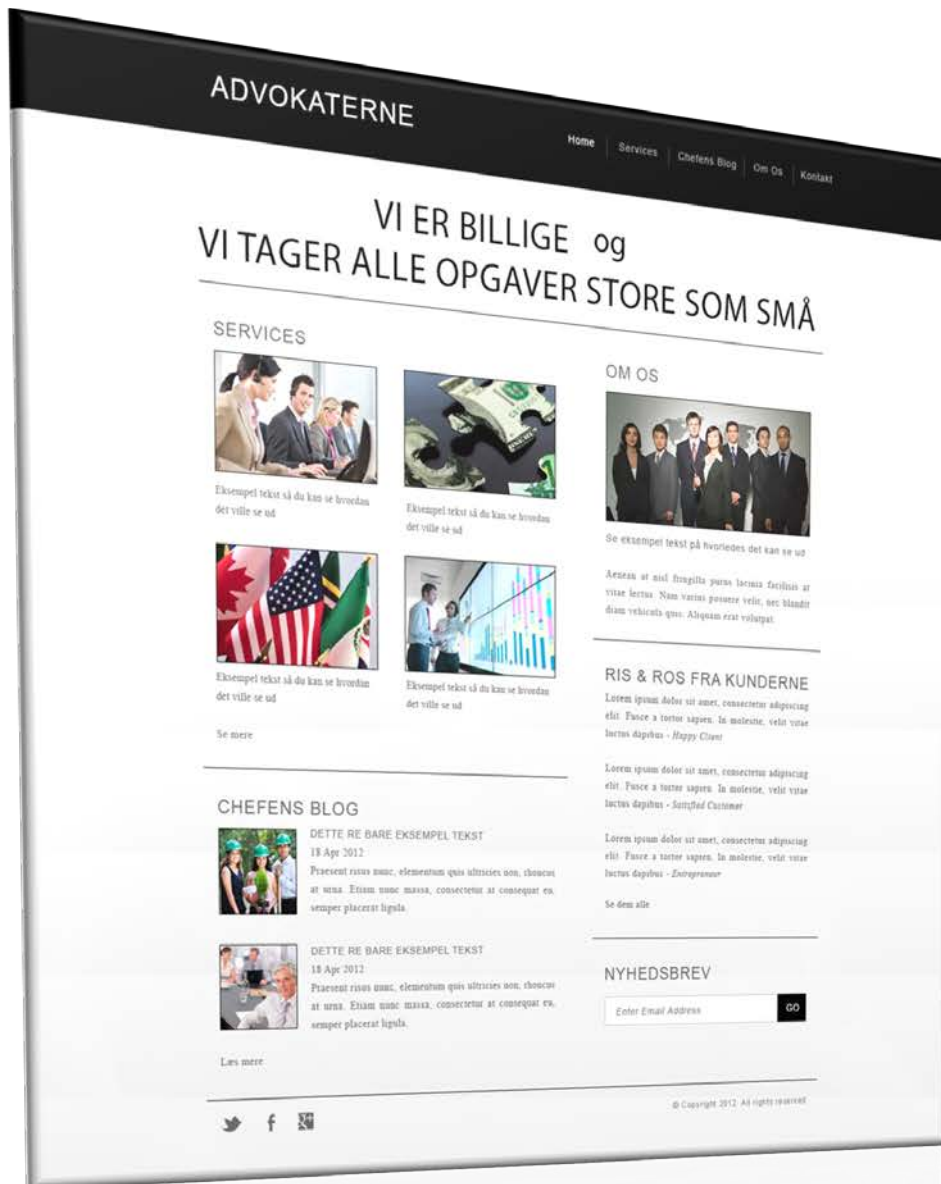 ADVOKATERNE
Home
Services
Chefens Blog
Om Os
Kontakt
VI ER BILLIGE og
VI TAGER ALLE OPGAVER STORE SOM SMÅ
SERVICES
Eksempel tekst så du kan se hvordan
det ville se ud
Eksempel tekst så du kan se hvordan
det ville se ud
Eksempel tekst så du kan se hvordan
det ville se ud
Eksempel tekst så du kan se hvordan
det ville se ud
Se mere
CHEFENS BLOG
DETTE RE BARE EKSEMPEL TEKST
18 Apr 2012
Praesent risus nunc, elementum quis ultricies non, rhoncus
at urna. Etiam nunc massa, consectetur at consequat eu,
semper placerat ligula.
DETTE RE BARE EKSEMPEL TEKST
18 Apr 2012
Praesent risus nunc, elementum quis ultricies non, rhoncus
at urna. Etiam nunc massa, consectetur at consequat eu,
semper placerat ligula.
Læs mere
OM OS
Se eksempel tekst på hvorledes det kan se ud
Aenean at nisl fringilla purus lacinia facilisis at
vitae lectus. Nam varius posuere velit, nec blandit
diam vehicula quis. Aliquam erat volutpat.
RIS & ROS FRA KUNDERNE
Lorem ipsum dolor sit amet, consectetur adipiscing
elit. Fusce a tortor sapien. In molestie, velit vitae
luctus dapibus - Happy Client
Lorem ipsum dolor sit amet, consectetur adipiscing
elit. Fusce a tortor sapien. In molestie, velit vitae
luctus dapibus - Satisfied Customer
Lorem ipsum dolor sit amet, consectetur adipiscing
elit. Fusce a tortor sapien. In molestie, velit vitae
luctus dapibus - Entrepreneur
Se dem alle
NYHEDSBREV
Enter Email Address
GO
© Copyright 2012. All rights reserved